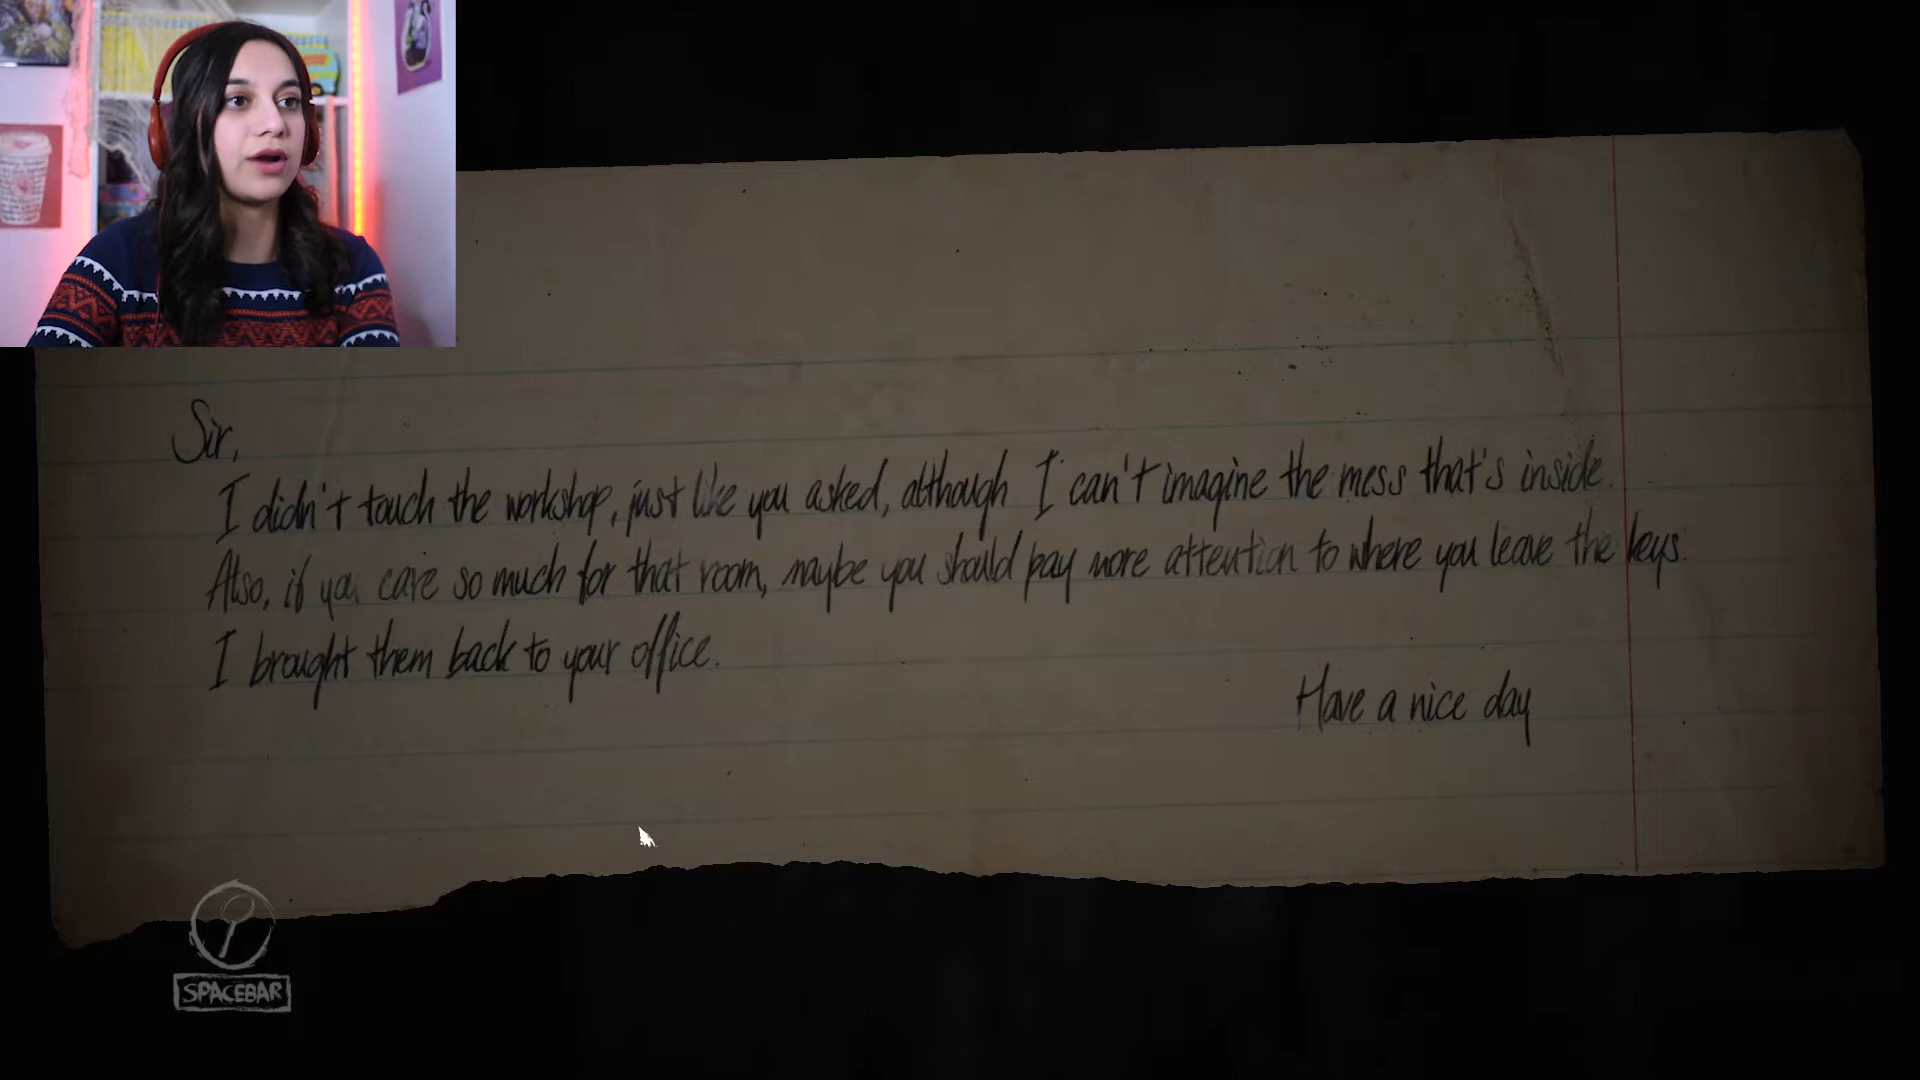 Sir,
I didn't touch the workshop, just like you asked, although I can't imagine the mess that's inside.
Also, if you care so much for that room, maybe you should pay more attention to where you leave the keys.
I brought them back to your office.
Have a nice day
SPACEBAR